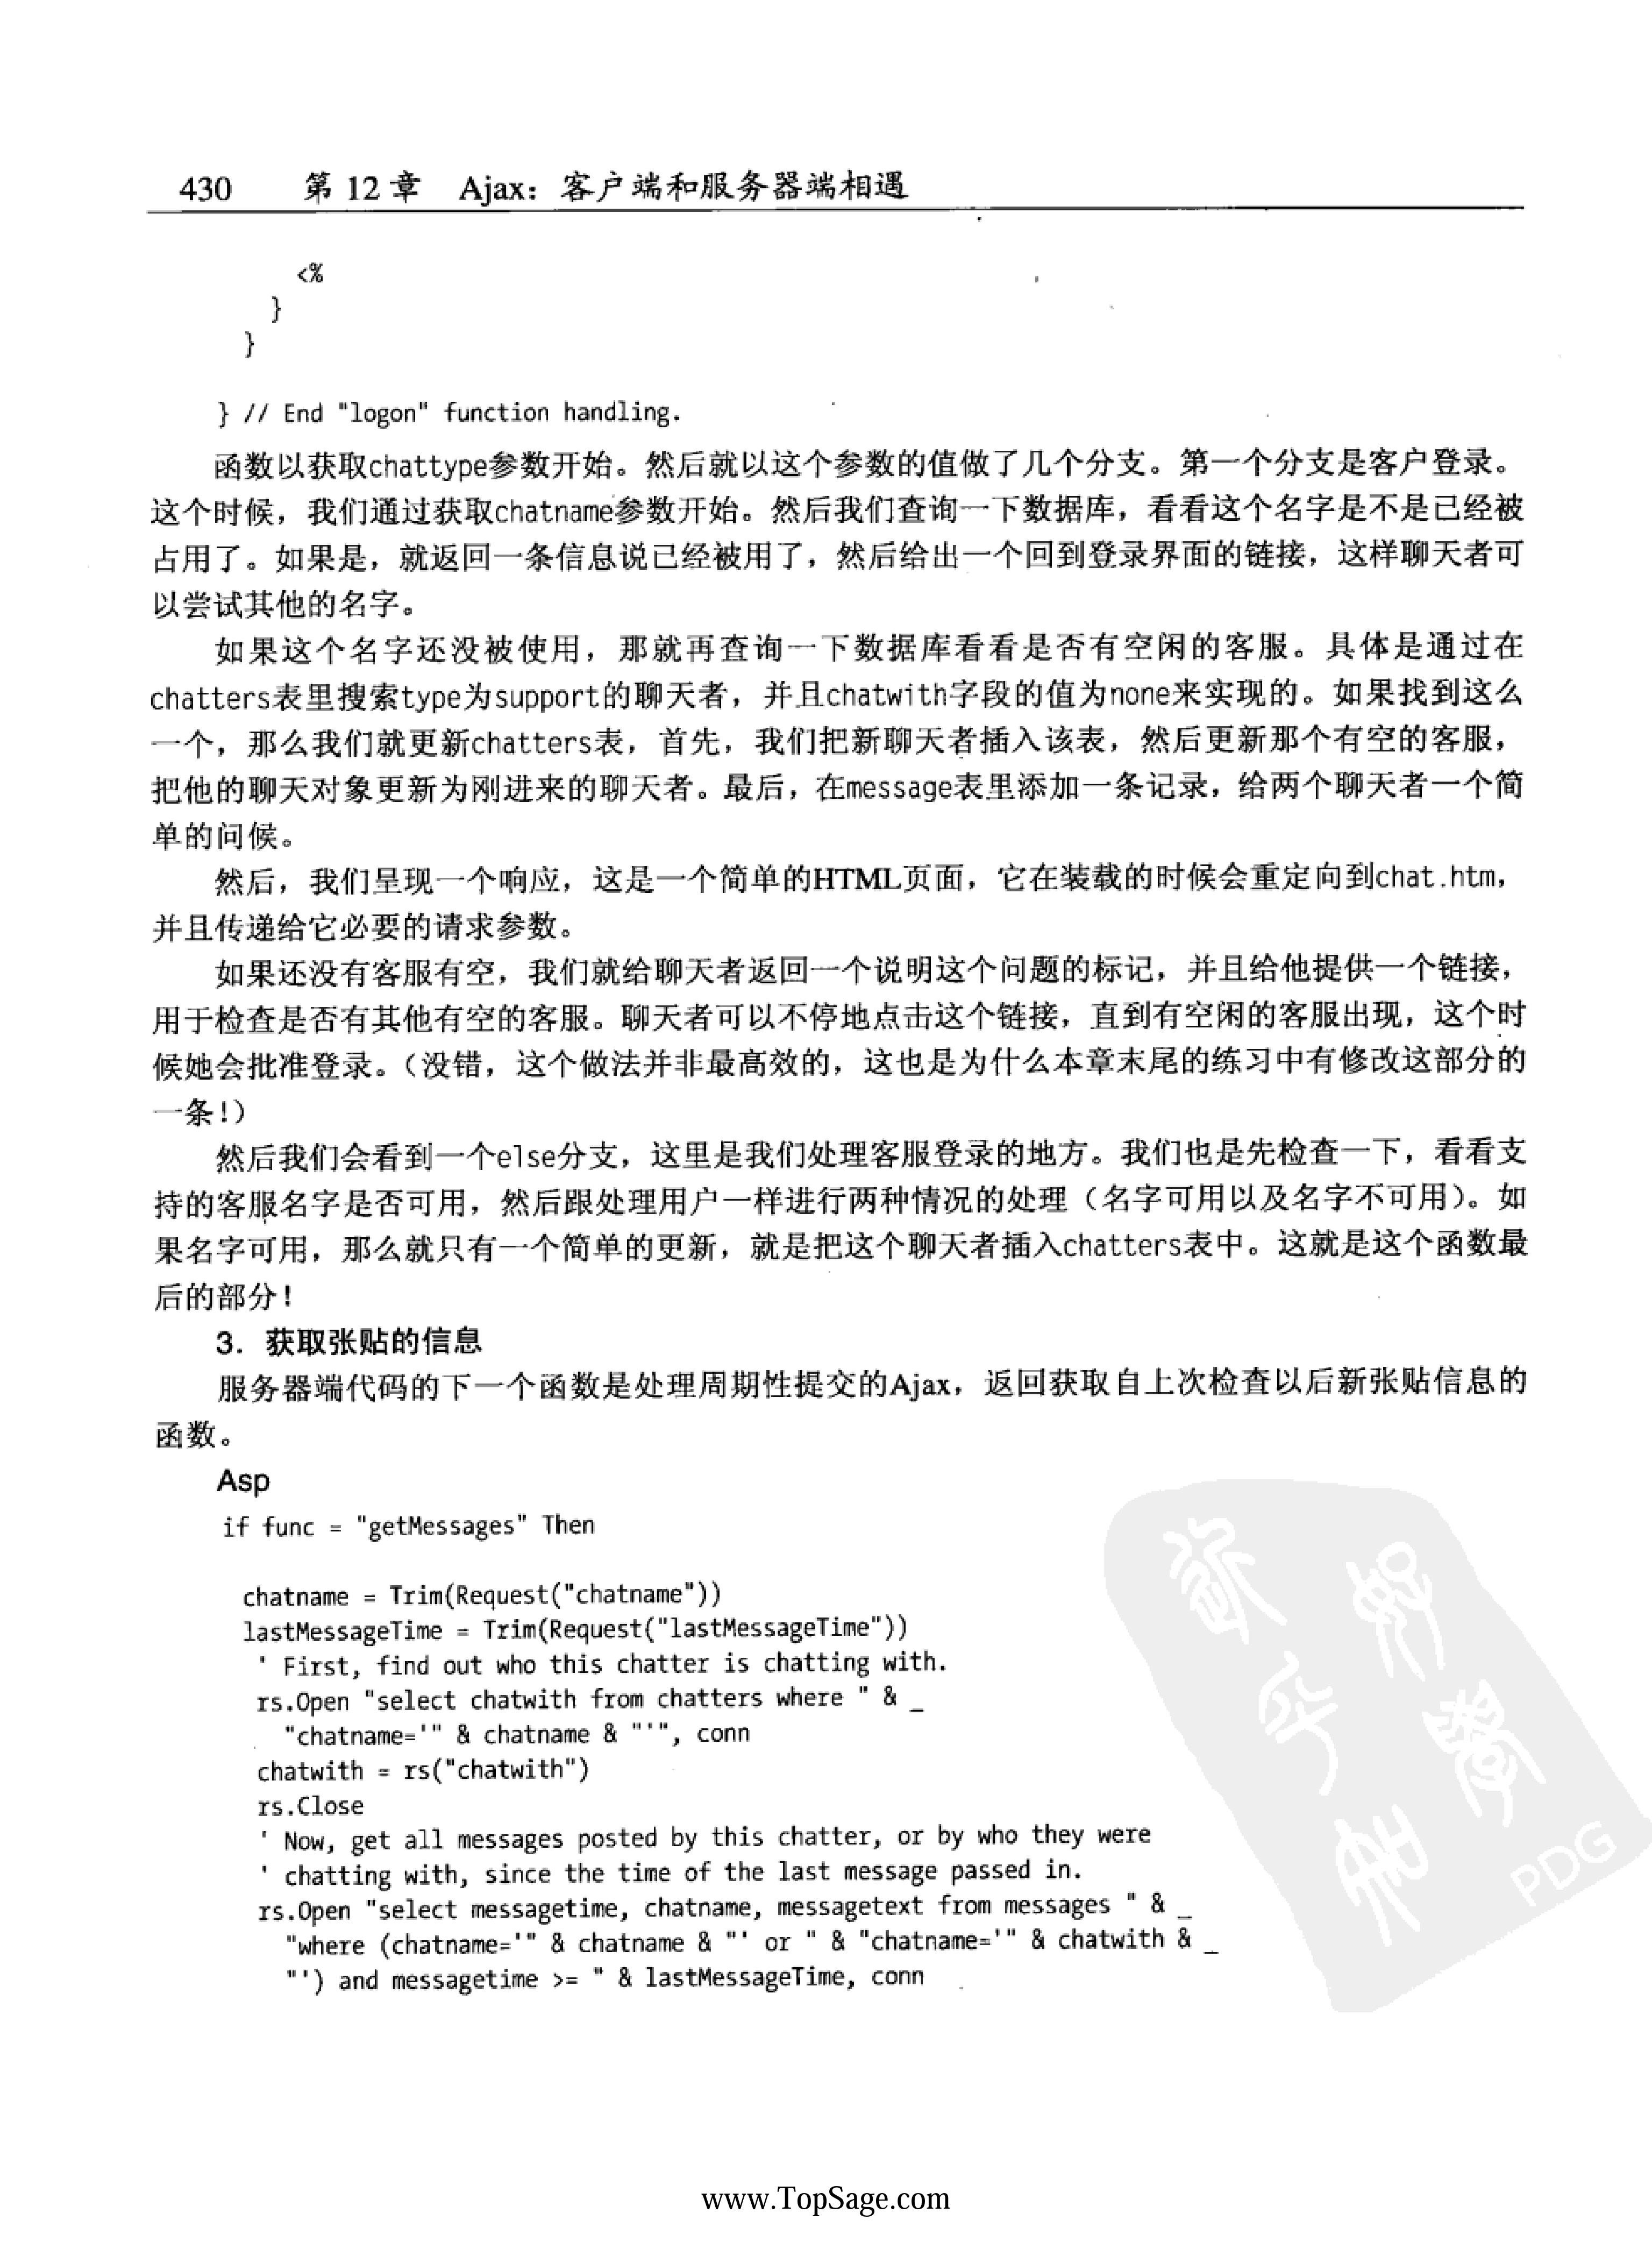 430 第 12 章 Ajax：客户端和服务器端相遇
<%
}
}
} // End "logon" function handling.
函数以获取chattype参数开始。然后就以这个参数的值做了几个分支。第一个分支是客户登录。
这个时候，我们通过获取chatname参数开始。然后我们查询一下数据库，看看这个名字是不是已经被
占用了。如果是，就返回一条信息说已经被用了，然后给出一个回到登录界面的链接，这样聊天者可
以尝试其他的名字。
如果这个名字还没被使用，那就再查询一下数据库看看是否有空闲的客服。具体是通过在
chatters表里搜索type为support的聊天者，并且chatwith字段的值为none来实现的。如果找到这么
一个，那么我们就更新chatters表，首先，我们把新聊天者插入该表，然后更新那个有空的客服，
把他的聊天对象更新为刚进来的聊天者。最后，在message表里添加一条记录，给两个聊天者一个简
单的问候。
然后，我们呈现一个响应，这是一个简单的HTML页面，它在装载的时候会重定向到chat.htm，
并且传递给它必要的请求参数。
如果还没有客服有空，我们就给聊天者返回一个说明这个问题的标记，并且给他提供一个链接，
用于检查是否有其他有空的客服。聊天者可以不停地点击这个链接，直到有空闲的客服出现，这个时
候她会批准登录。（没错，这个做法并非最高效的，这也是为什么本章末尾的练习中有修改这部分的
一条！）
然后我们会看到一个else分支，这里是我们处理客服登录的地方。我们也是先检查一下，看看支
持的客服名字是否可用，然后跟处理用户一样进行两种情况的处理（名字可用以及名字不可用）。如
果名字可用，那么就只有一个简单的更新，就是把这个聊天者插入chatters表中。这就是这个函数最
后的部分！
3. 获取张贴的信息
服务器端代码的下一个函数是处理周期性提交的Ajax，返回获取自上次检查以后新张贴信息的
函数。
Asp
if func = "getMessages" Then
chatname = Trim(Request("chatname"))
lastMessageTime = Trim(Request("lastMessageTime"))
' First, find out who this chatter is chatting with.
rs.Open "select chatwith from chatters where " & _
"chatname='" & chatname & "'", conn
chatwith = rs("chatwith")
rs.Close
' Now, get all messages posted by this chatter, or by who they were
' chatting with, since the time of the last message passed in.
rs.Open "select messagetime, chatname, messagetext from messages " & _
"where (chatname='" & chatname & "' or " & "chatname='" & chatwith & _
"') and messagetime >= " & lastMessageTime, conn
PDG
www.TopSage.com